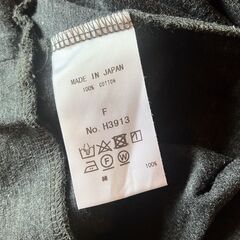 MADE IN JAPAN
100% COTTON
F
No. H3913
綿 100%